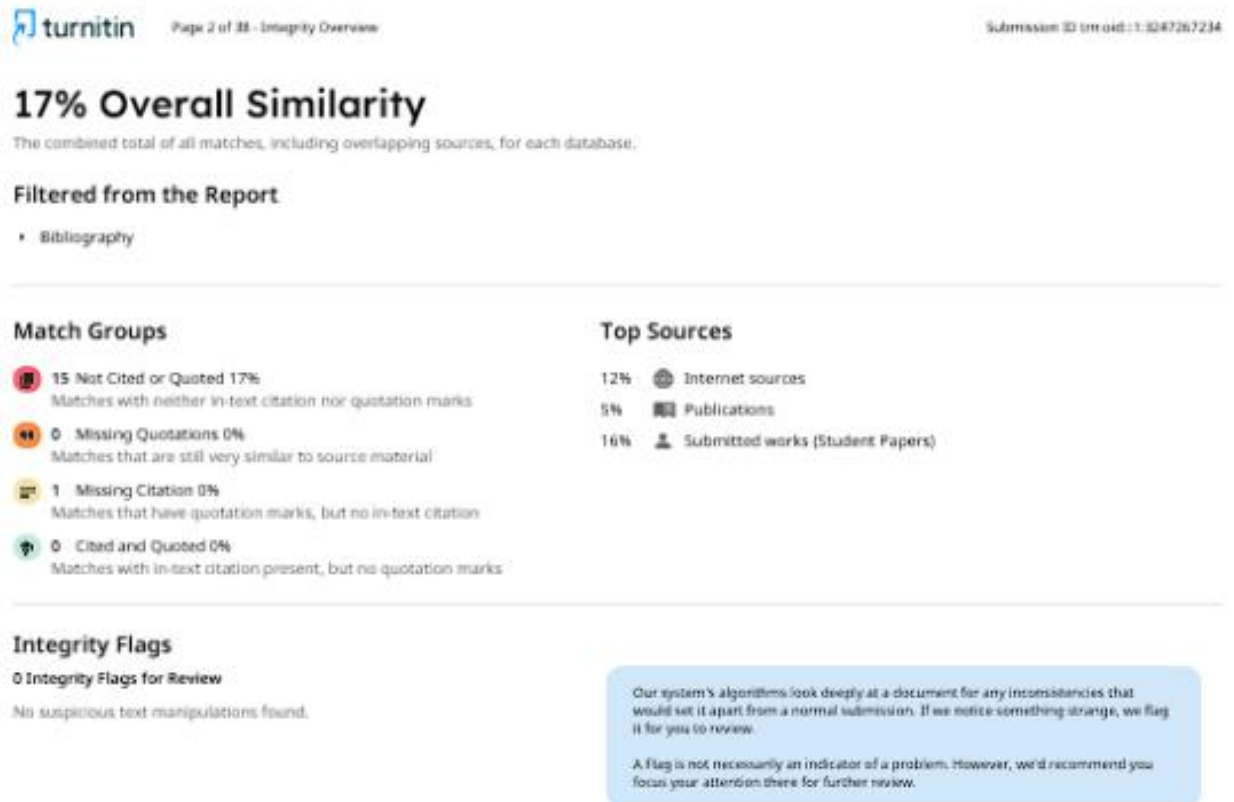 turnitin Page 2 of 38 - Integrity Overview Submission ID trn:oid:::1:3247267234
17% Overall Similarity
The combined total of all matches, including overlapping sources, for each database.
Filtered from the Report
Bibliography
Match Groups
15 Not Cited or Quoted 17%
Matches with neither in-text citation nor quotation marks
0 Missing Quotations 0%
Matches that are still very similar to source material
1 Missing Citation 0%
Matches that have quotation marks, but no in-text citation
0 Cited and Quoted 0%
Matches with in-text citation present, but no quotation marks
Top Sources
12% Internet sources
5% Publications
16% Submitted works (Student Papers)
Integrity Flags
0 Integrity Flags for Review
No suspicious text manipulations found.
Our system's algorithms look deeply at a document for any inconsistencies that
would set it apart from a normal submission. If we notice something strange, we flag
it for you to review.
A Flag is not necessarily an indicator of a problem. However, we'd recommend you
focus your attention there for further review.